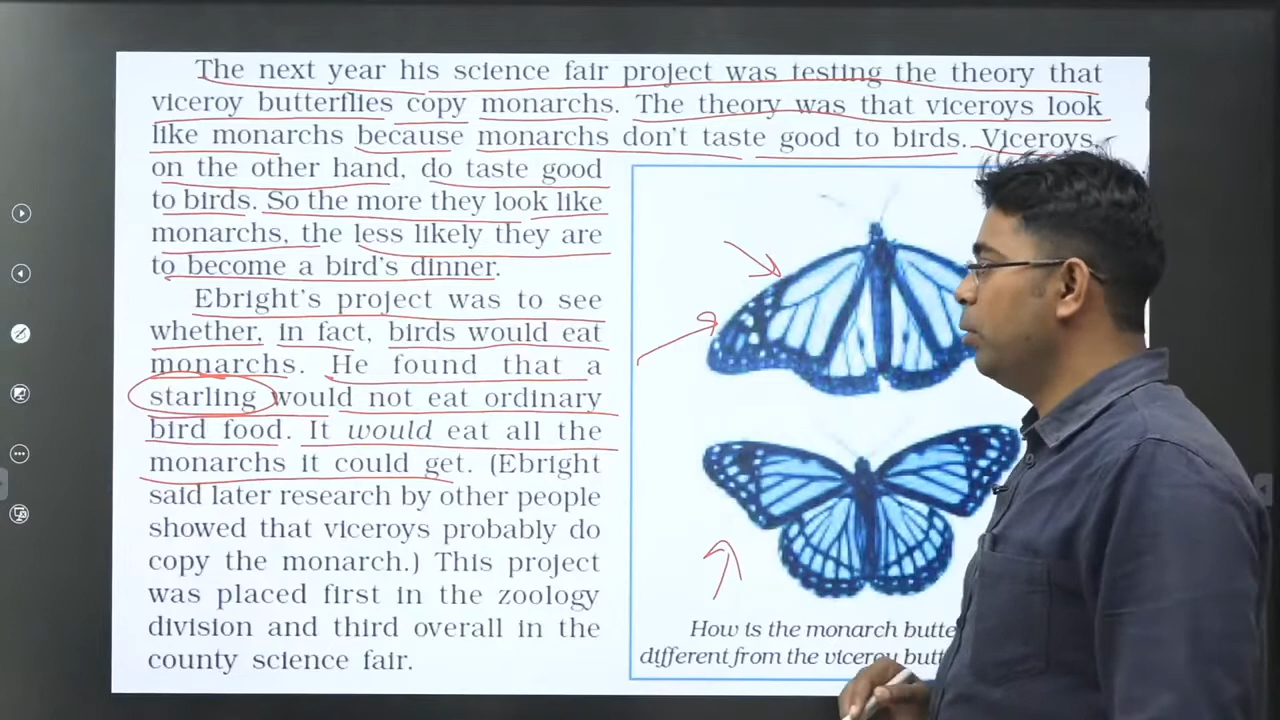 The next year his science fair project was testing the theory that
viceroy butterflies copy monarchs. The theory was that viceroys look
like monarchs because monarchs don't taste good to birds. Viceroys,
on the other hand, do taste good
to birds. So the more they look like
monarchs, the less likely they are
to become a bird's dinner.
Ebright's project was to see
whether, in fact, birds would eat
monarchs. He found that a
starling would not eat ordinary
bird food. It would eat all the
monarchs it could get. (Ebright
said later research by other people
showed that viceroys probably do
copy the monarch.) This project
was placed first in the zoology
division and third overall in the
county science fair.
How is the monarch
different from the viceroy